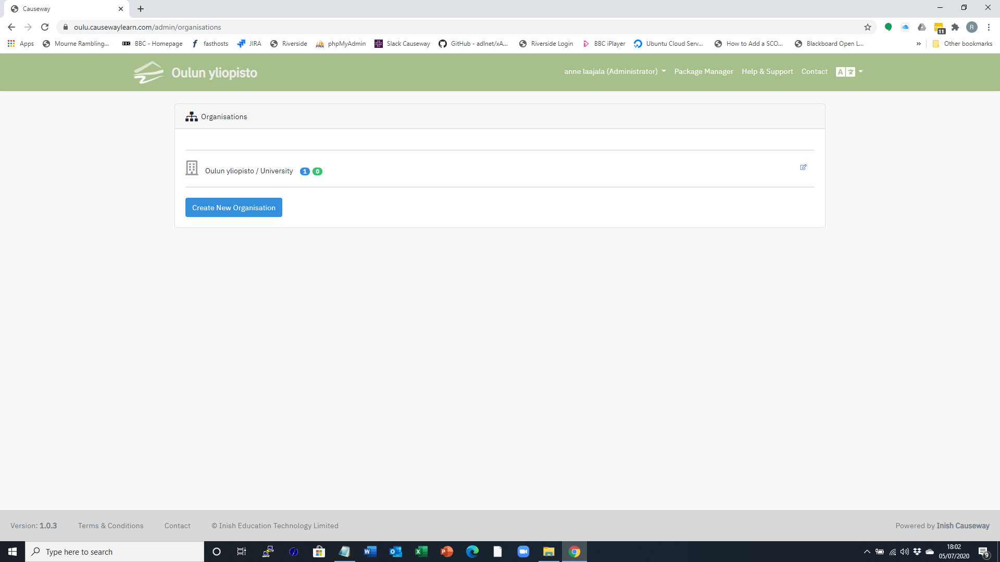 Causeway
oulu.causewaylearn.com/admin/organisations
11
R
Apps
Mourne Rambling...
BBC
BBC - Homepage
fasthosts
JIRA
Riverside
PMA
phpMyAdmin
Slack Causeway
GitHub - adlnet/xA...
Riverside Login
BBC iPlayer
Ubuntu Cloud Serv...
How to Add a SCO...
Blackboard Open L...
»
Other bookmarks
Oulun yliopisto
anne laajala (Administrator)
Package Manager
Help & Support
Contact
A
Organisations
Oulun yliopisto / University
1
0
Create New Organisation
Version: 1.0.3
Terms & Conditions
Contact
© Inish Education Technology Limited
Powered by Inish Causeway
Type here to search
18:02
05/07/2020
9